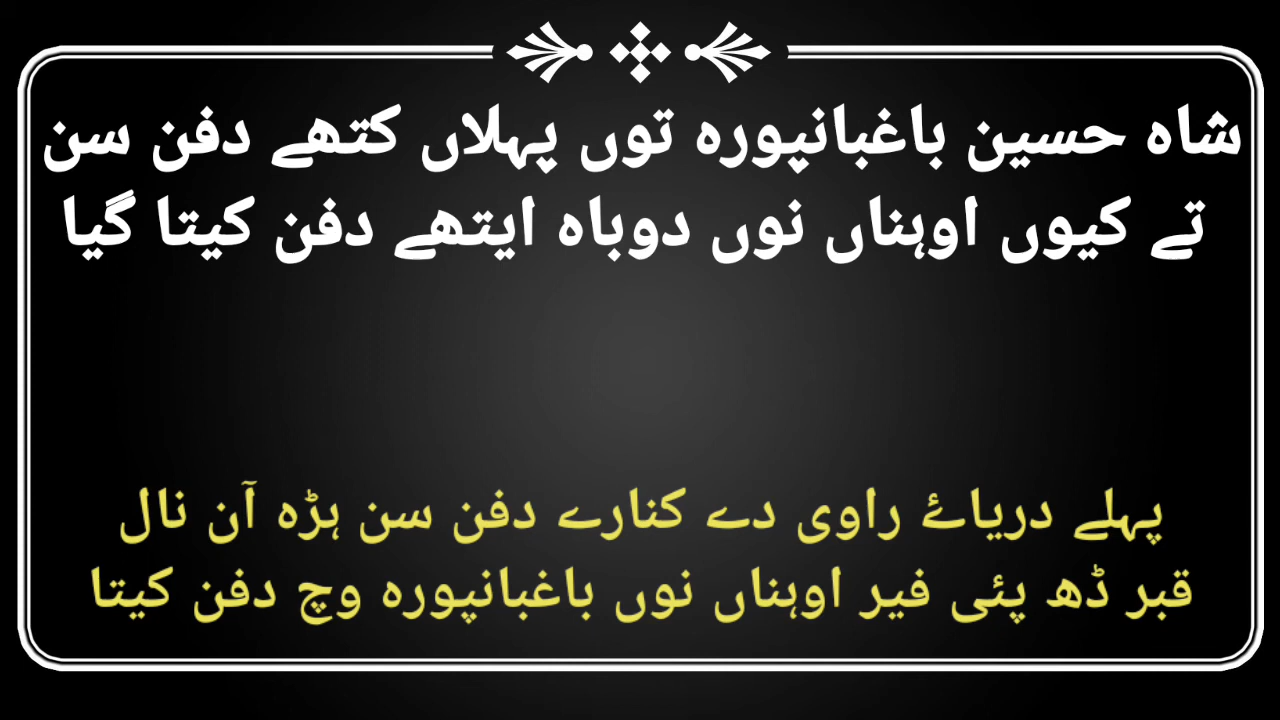 شاہ حسین باغبانپورہ توں پہلاں کتھے دفن سن
تے کیوں اوہناں نوں دوباہ ایتھے دفن کیتا گیا
پہلے دریائے راوی دے کنارے دفن سن ہڑہ آن نال
قبر ڈھ پئی فیر اوہناں نوں باغبانپورہ وچ دفن کیتا